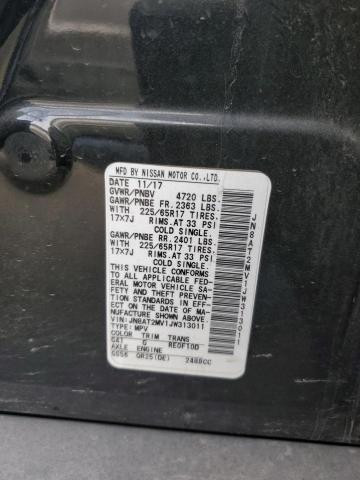 MFD BY NISSAN MOTOR CO.,LTD.
DATE 11/17
GVWR/PNBV 4720 LBS.
GAWR/PNBE FR. 2363 LBS.
WITH 225/65R17 TIRES.
17X7J RIMS.AT 33 PSI
COLD SINGLE.
GAWR/PNBE RR. 2401 LBS.
WITH 225/65R17 TIRES.
17X7J RIMS.AT 33 PSI
COLD SINGLE.
THIS VEHICLE CONFORMS
TO ALL APPLICABLE FED-
ERAL MOTOR VEHICLE SA-
FETY AND THEFT PREVEN-
TION STANDARDS IN EFF-
ECT ON THE DATE OF MA-
NUFACTURE SHOWN ABOVE
VIN:JN8AT2MV1JW313011
TYPE:MPV
COLOR TRIM TRANS
G41 G RE0F10D
AXLE ENGINE
GG56 QR25(DE) 2488CC
JN8AT2MV1JW313011